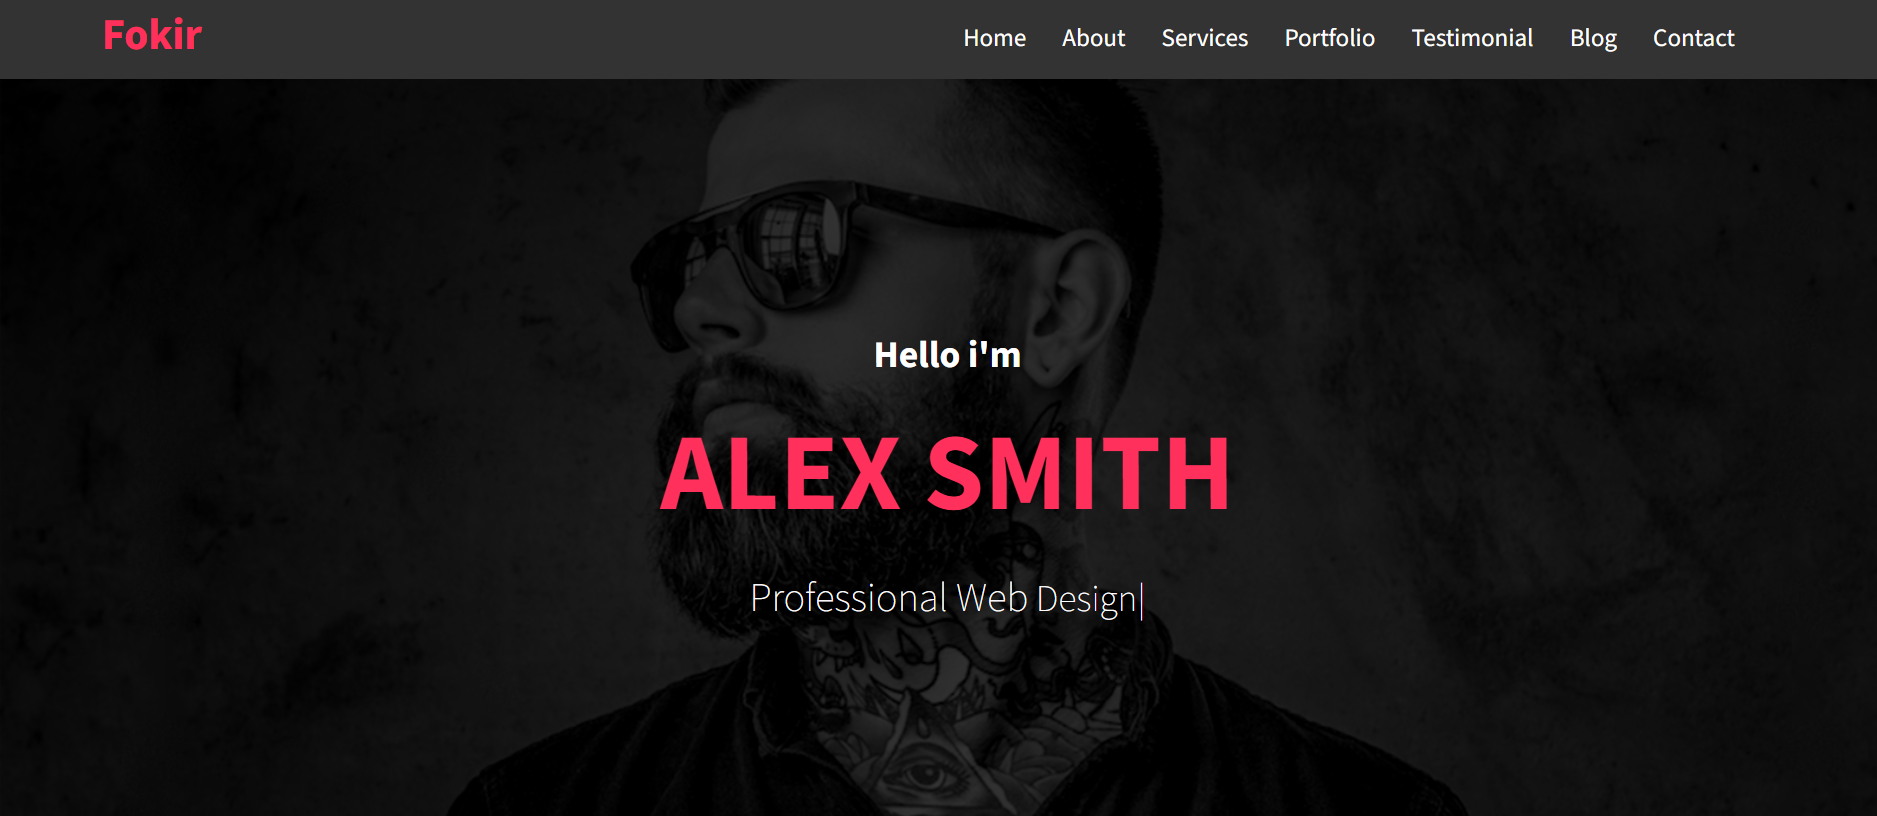 Fokir
Home About Services Portfolio Testimonial Blog Contact
Hello i'm
ALEX SMITH
Professional Web Design|